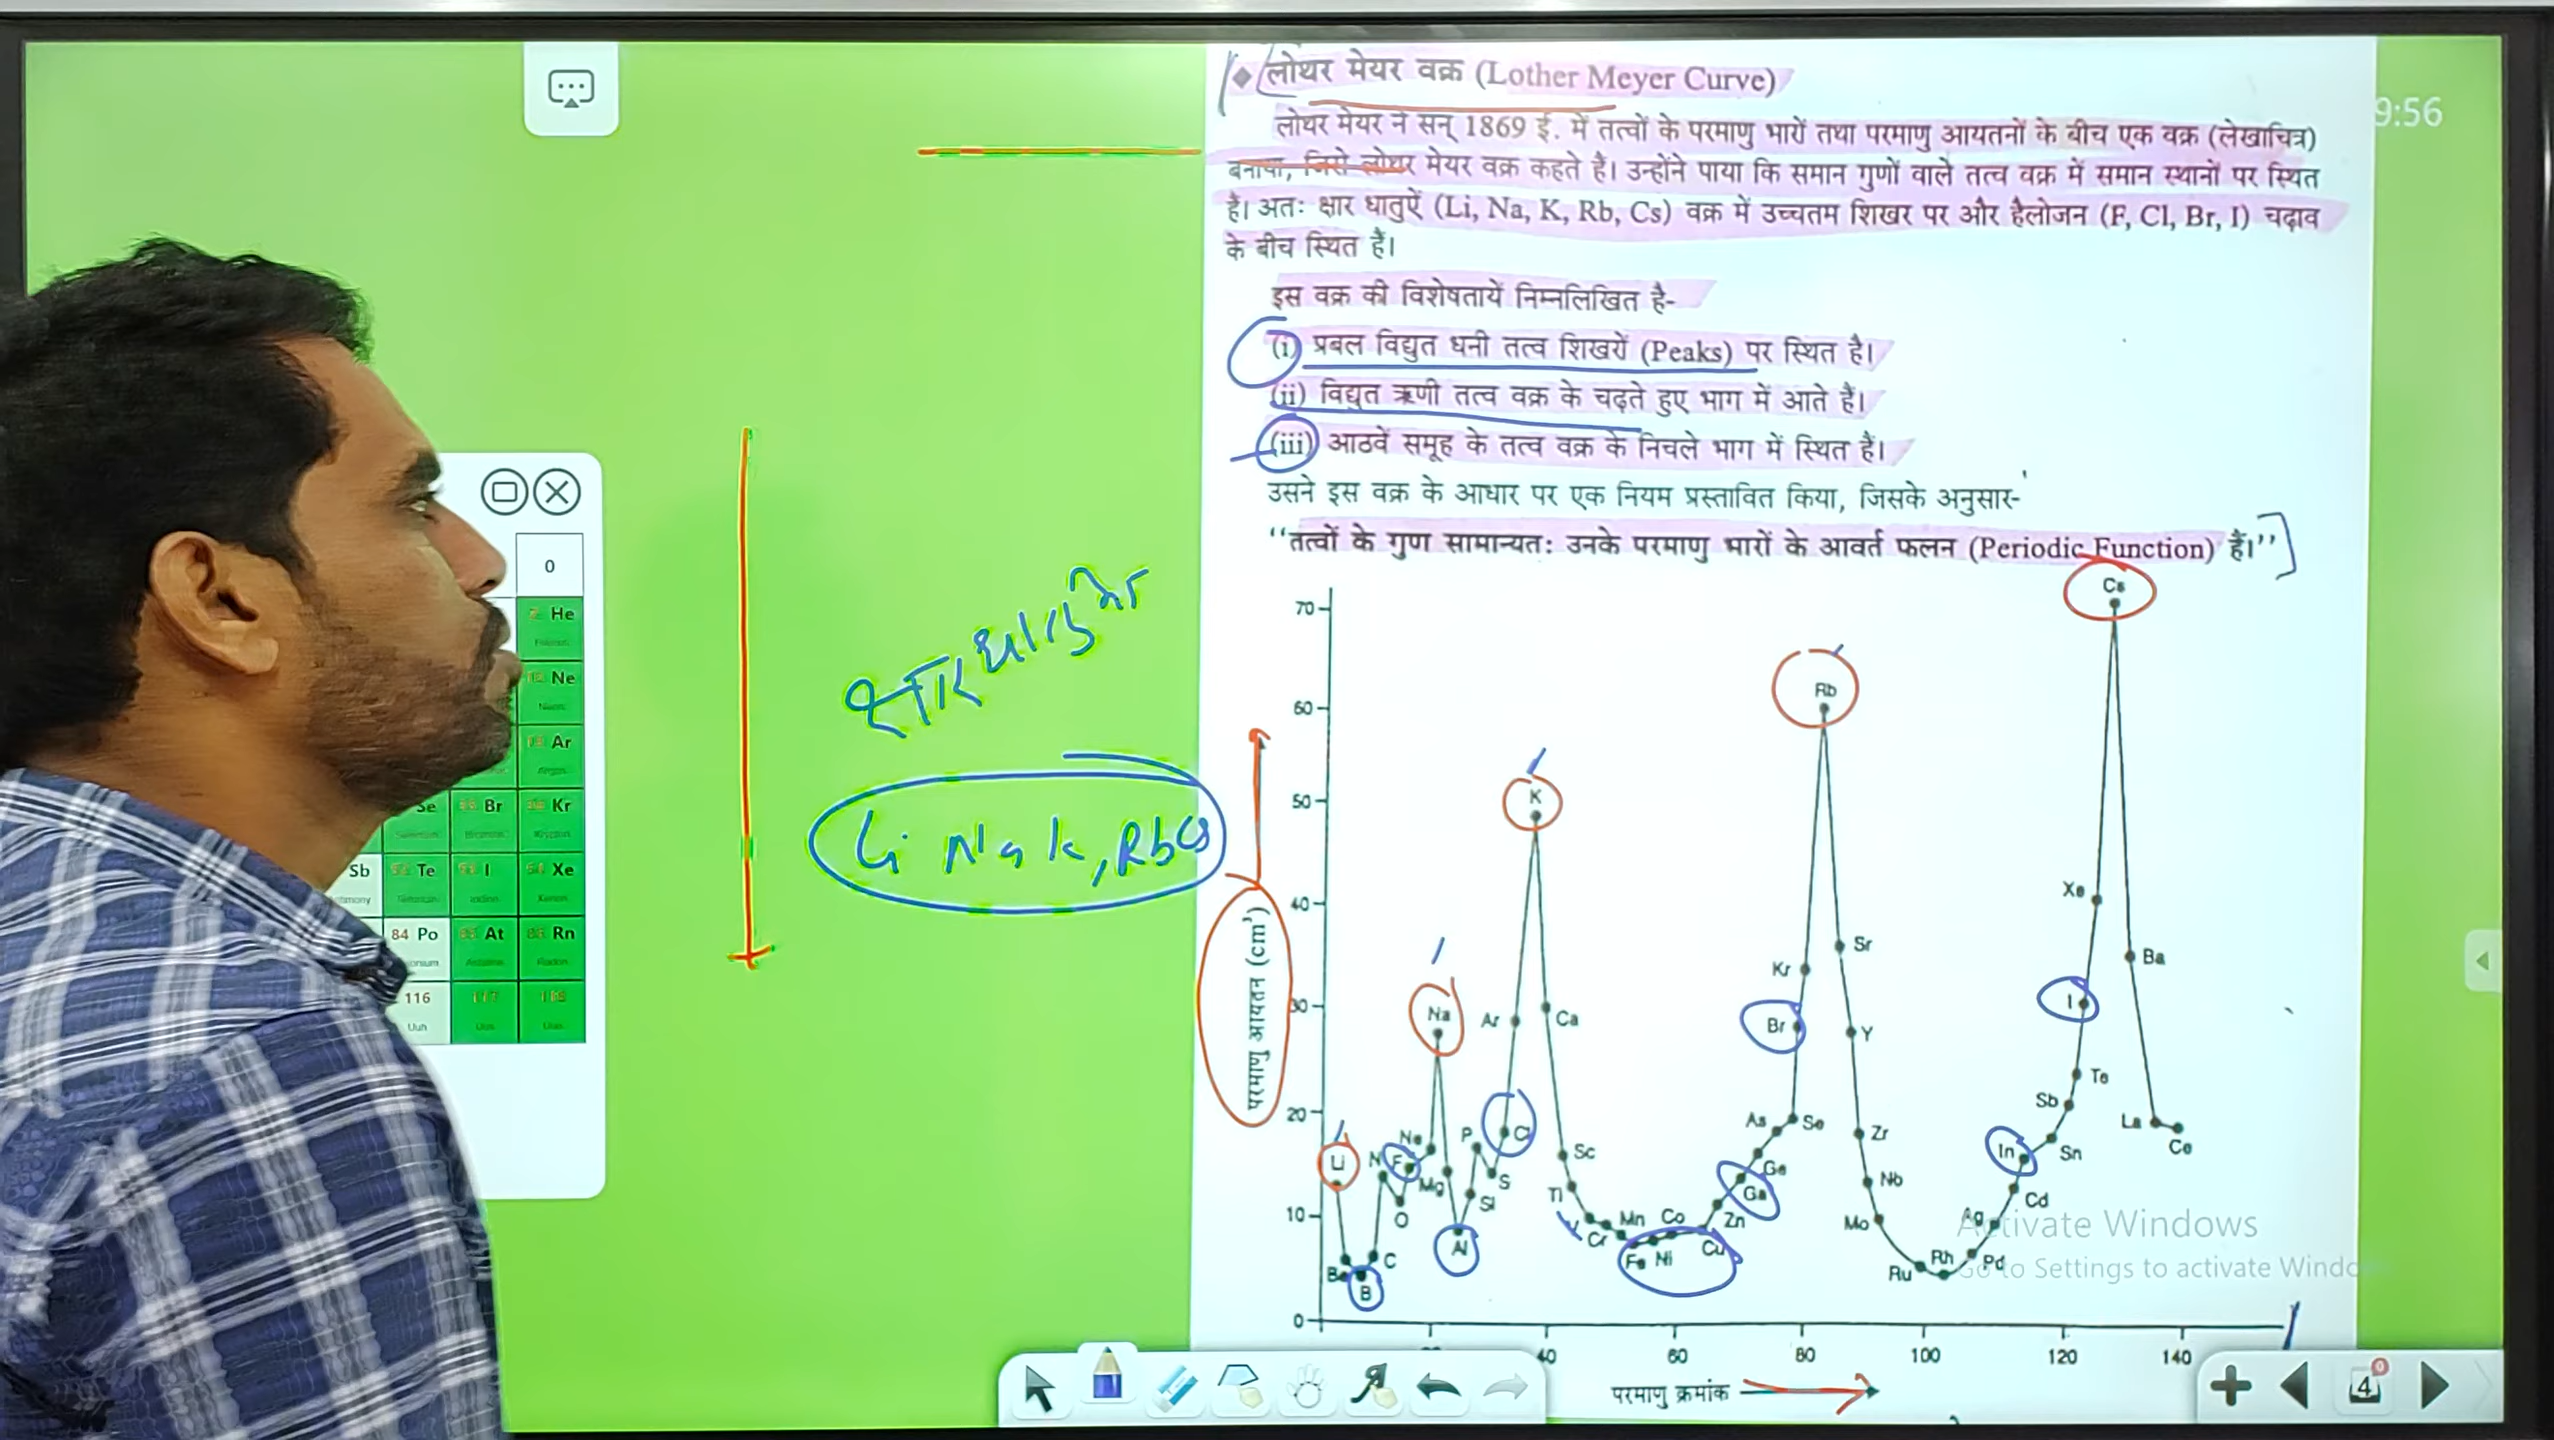 ◆ लोथर मेयर वक्र (Lother Meyer Curve)
9:56
लोथर मेयर ने सन् 1869 ई. में तत्वों के परमाणु भारों तथा परमाणु आयतनों के बीच एक वक्र (लेखाचित्र)
बनाया, जिसे लोथर मेयर वक्र कहते हैं। उन्होंने पाया कि समान गुणों वाले तत्व वक्र में समान स्थानों पर स्थित
है। अतः क्षार धातुऐं (Li, Na, K, Rb, Cs) वक्र में उच्चतम शिखर पर और हैलोजन (F, Cl, Br, I) चढ़ाव
के बीच स्थित हैं।
इस वक्र की विशेषतायें निम्नलिखित है-
(i) प्रबल विद्युत धनी तत्व शिखरों (Peaks) पर स्थित है।
(ii) विद्युत ऋणी तत्व वक्र के चढ़ते हुए भाग में आते हैं।
(iii) आठवें समूह के तत्व वक्र के निचले भाग में स्थित हैं।
उसने इस वक्र के आधार पर एक नियम प्रस्तावित किया, जिसके अनुसार-
“तत्वों के गुण सामान्यतः उनके परमाणु भारों के आवर्त फलन (Periodic Function) हैं।”
0
He
Ne
Ar
Se Br Kr
Sb Te I Xe
84 Po At Rn
116 117 118
Uuh
Li Na K, Rb Cs
परमाणु आयतन (cm³)
70
60
50
40
30
20
10
0
Cs
Rb
K
Xe
Sr
Ba
Kr
Na
Ar
Ca
Br
Y
I
Te
Sb
As
Se
La
Ce
Ne
P
Cl
Zr
Li
N
F
Sc
Ge
In
Sn
Mg
Si
S
Ti
Ga
Nb
Cd
O
Mn
Co
Zn
Mo
Ag
Al
Cr
Fe
Ni
Cu
Be
B
C
Ru
Rh
Pd
40 60 80 100 120 140
परमाणु क्रमांक
Activate Windows
Go to Settings to activate Windo
4
0